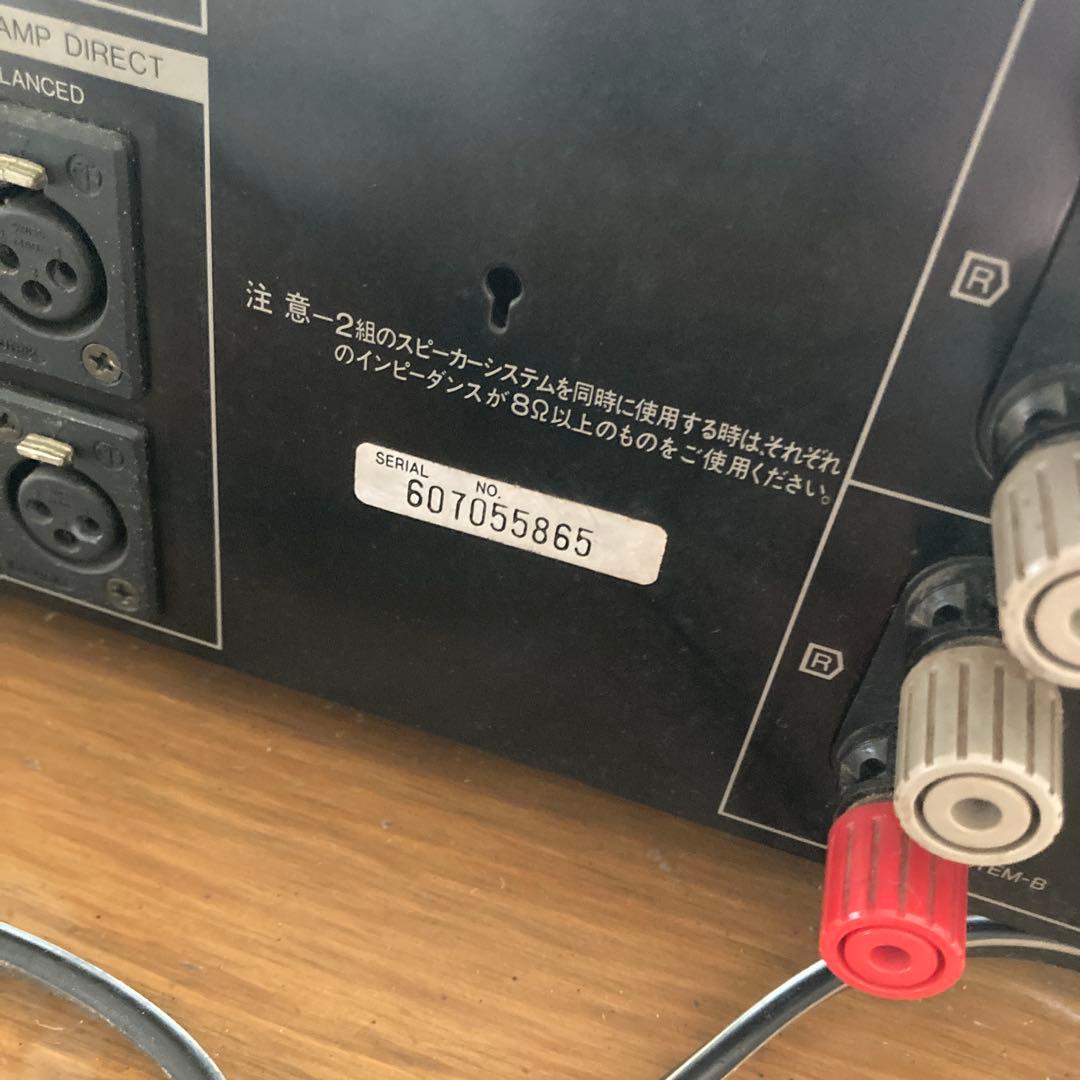 AMP DIRECT
LANCED
R
注 意－2組のスピーカーシステムを同時に使用する時は、それぞれ
のインピーダンスが8Ω以上のものをご使用ください。
SERIAL NO.
607055865
R
TEM-B